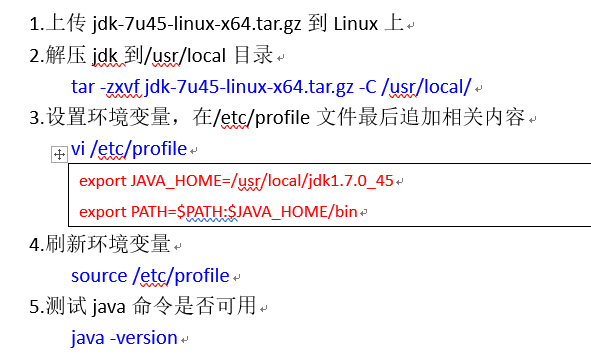 1.上传 jdk-7u45-linux-x64.tar.gz 到 Linux 上
2.解压 jdk 到/usr/local 目录
tar -zxvf jdk-7u45-linux-x64.tar.gz -C /usr/local/
3.设置环境变量，在/etc/profile 文件最后追加相关内容
vi /etc/profile
export JAVA_HOME=/usr/local/jdk1.7.0_45
export PATH=$PATH:$JAVA_HOME/bin
4.刷新环境变量
source /etc/profile
5.测试 java 命令是否可用
java -version